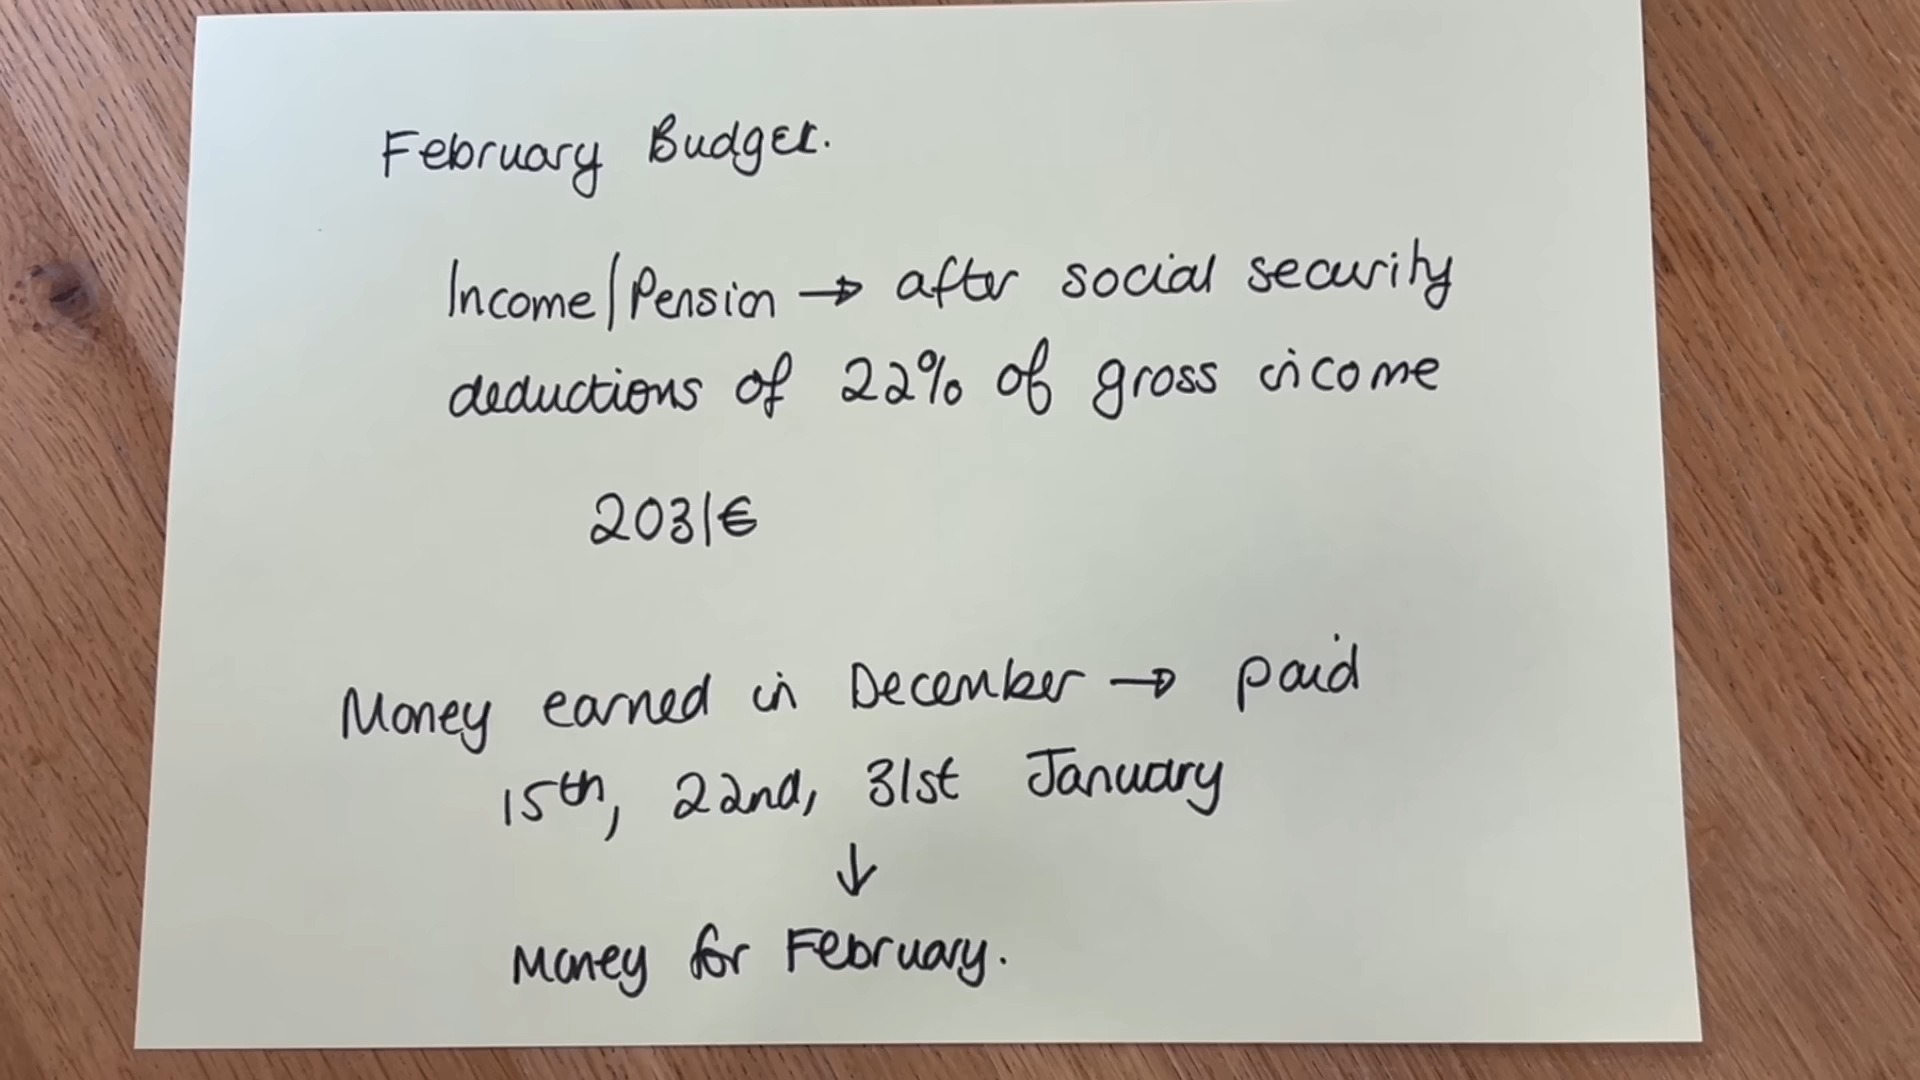 February Budget.
Income/Pension → after social security
deductions of 22% of gross income
2031€
Money earned in December → paid
15th, 22nd, 31st January
↓
Money for February.